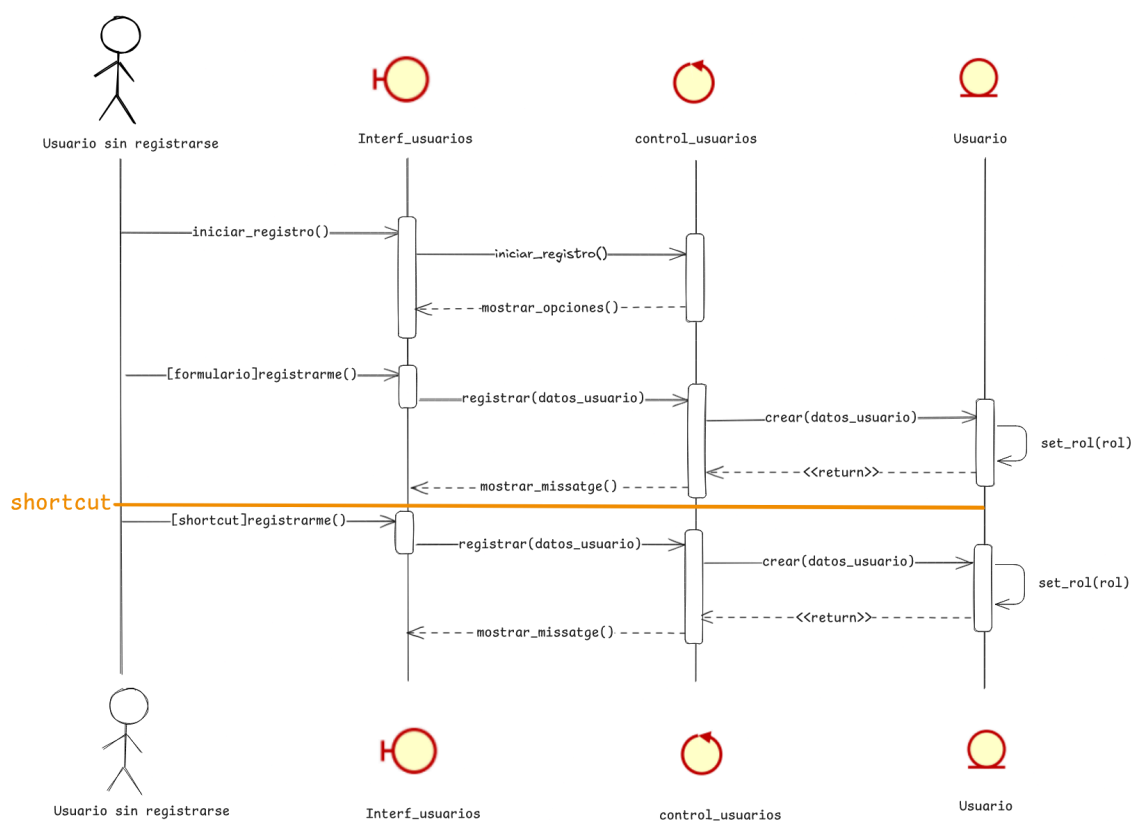 Usuario sin registrarse
Interf_usuarios
control_usuarios
Usuario
iniciar_registro()
iniciar_registro()
mostrar_opciones()
[formulario]registrarme()
registrar(datos_usuario)
crear(datos_usuario)
set_rol(rol)
<<return>>
mostrar_missatge()
shortcut
[shortcut]registrarme()
registrar(datos_usuario)
crear(datos_usuario)
set_rol(rol)
<<return>>
mostrar_missatge()
Usuario sin registrarse
Interf_usuarios
control_usuarios
Usuario